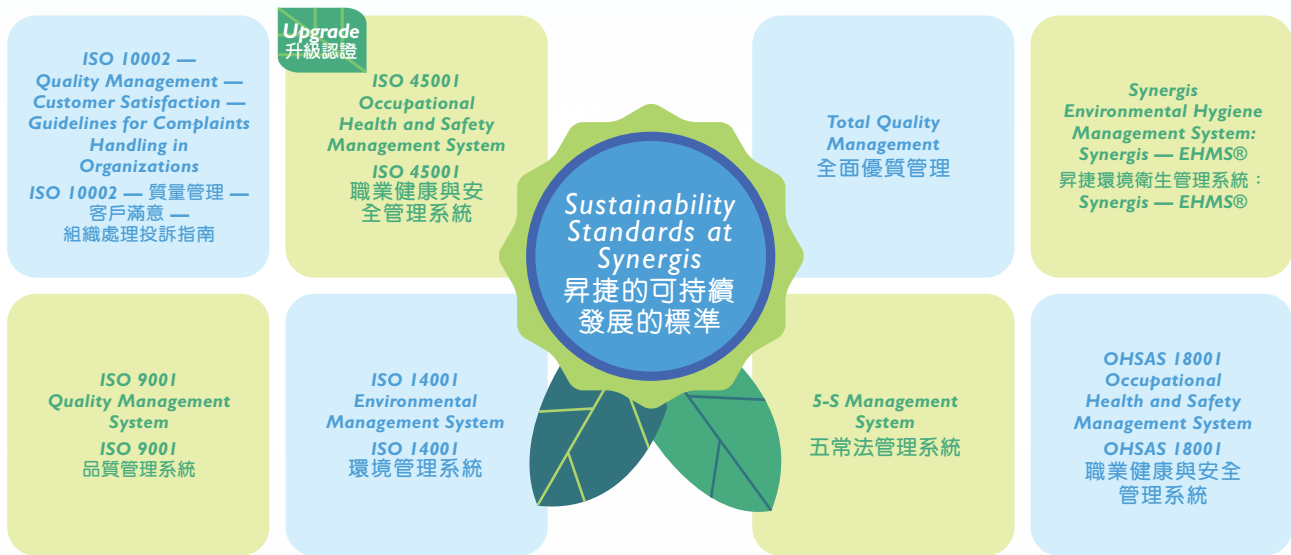 ISO 10002 —
Quality Management —
Customer Satisfaction —
Guidelines for Complaints
Handling in
Organizations
ISO 10002 — 質量管理 —
客戶滿意 —
組織處理投訴指南
Upgrade
升級認證
ISO 45001
Occupational
Health and Safety
Management System
ISO 45001
職業健康與安
全管理系統
Sustainability
Standards at
Synergis
昇捷的可持續
發展的標準
Total Quality
Management
全面優質管理
Synergis
Environmental Hygiene
Management System:
Synergis — EHMS®
昇捷環境衛生管理系統：
Synergis — EHMS®
ISO 9001
Quality Management
System
ISO 9001
品質管理系統
ISO 14001
Environmental
Management System
ISO 14001
環境管理系統
5-S Management
System
五常法管理系統
OHSAS 18001
Occupational
Health and Safety
Management System
OHSAS 18001
職業健康與安全
管理系統